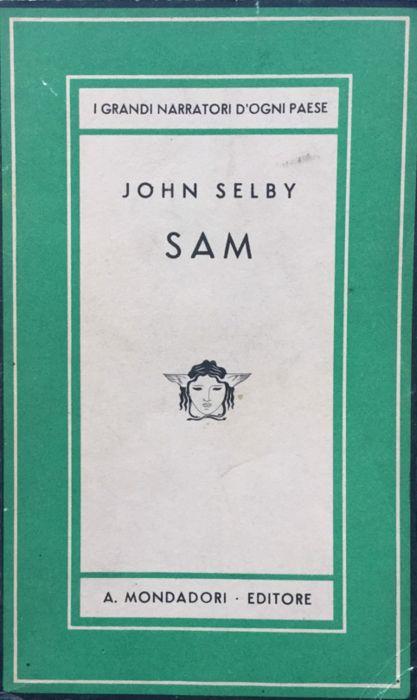 I GRANDI NARRATORI D'OGNI PAESE
JOHN SELBY
SAM
A. MONDADORI · EDITORE